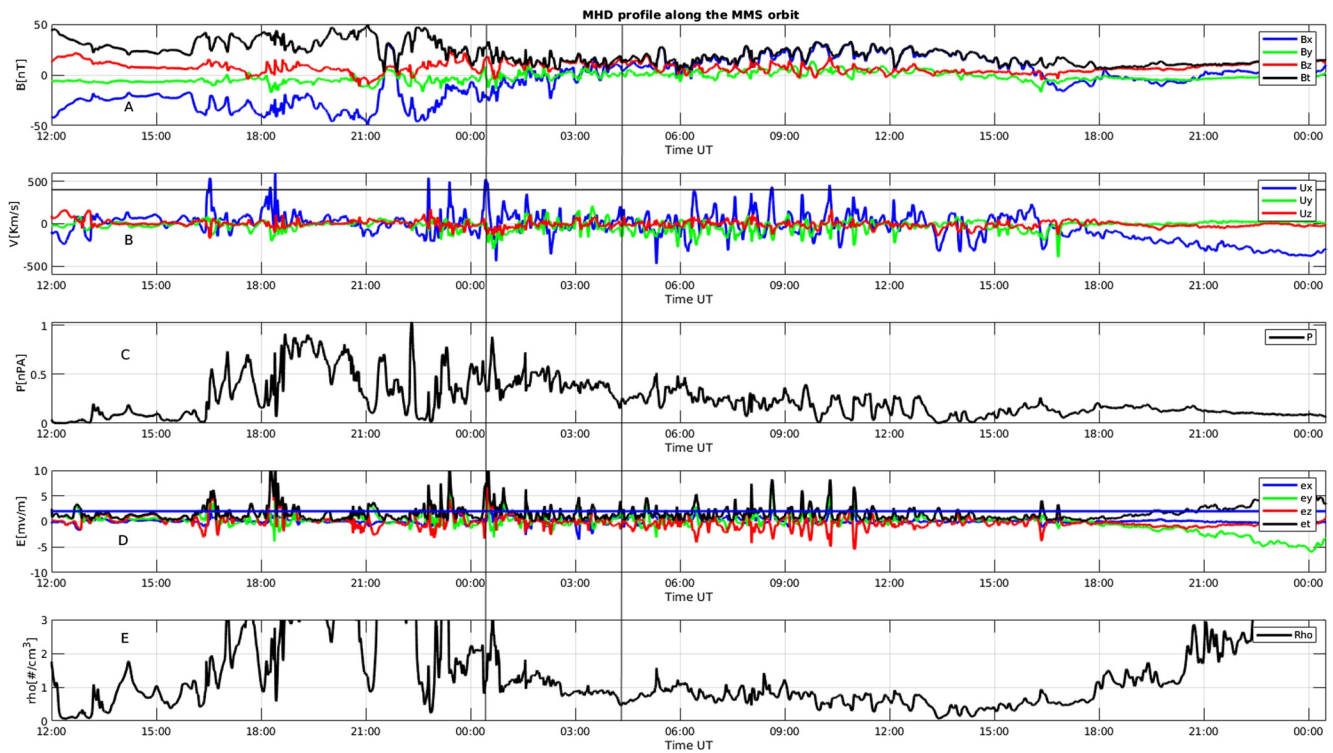 MHD profile along the MMS orbit
50
0
-50
B[nT]
A
Bx
By
Bz
Bt
12:00 15:00 18:00 21:00 00:00 03:00 06:00 09:00 12:00 15:00 18:00 21:00 00:00
Time UT
500
0
-500
V[Km/s]
B
Ux
Uy
Uz
12:00 15:00 18:00 21:00 00:00 03:00 06:00 09:00 12:00 15:00 18:00 21:00 00:00
Time UT
1
0.5
0
P[nPA]
C
P
12:00 15:00 18:00 21:00 00:00 03:00 06:00 09:00 12:00 15:00 18:00 21:00 00:00
Time UT
10
5
0
-5
-10
E[mv/m]
D
ex
ey
ez
et
12:00 15:00 18:00 21:00 00:00 03:00 06:00 09:00 12:00 15:00 18:00 21:00 00:00
Time UT
3
2
1
0
rho[#/cm³]
E
Rho
12:00 15:00 18:00 21:00 00:00 03:00 06:00 09:00 12:00 15:00 18:00 21:00 00:00
Time UT